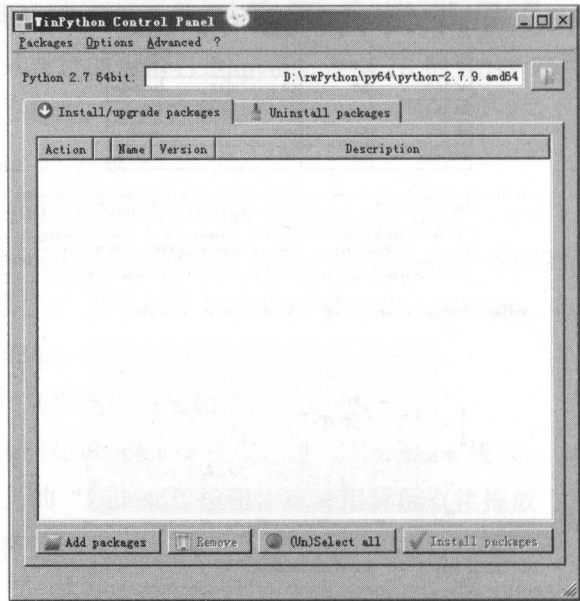 WinPython Control Panel
Packages Options Advanced ?
Python 2.7 64bit: D:\zwPython\py64\python-2.7.9.amd64
Install/upgrade packages Uninstall packages
Action Name Version Description
Add packages Remove (Un)Select all Install packages